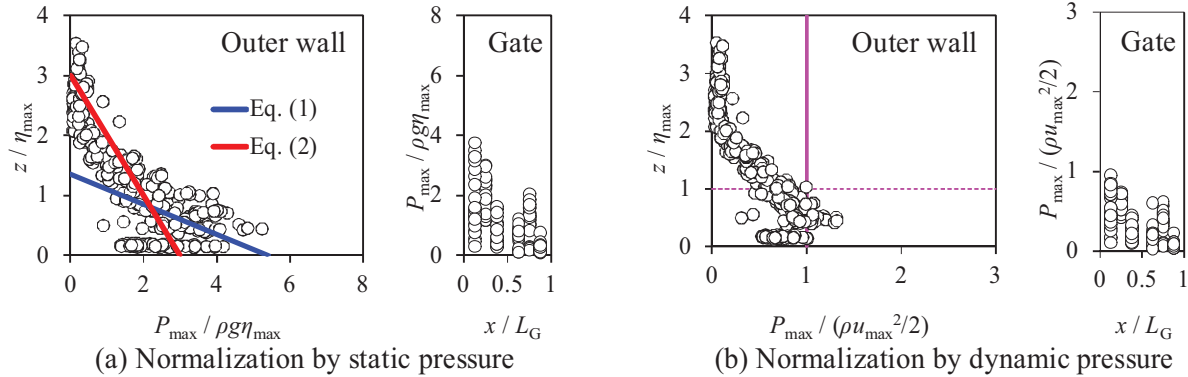 4
3
2
1
0
z / ηmax
Outer wall
Eq. (1)
Eq. (2)
0 2 4 6 8
Pmax / ρgηmax
8
6
4
2
0
Pmax / ρgηmax
Gate
0 0.5 1
x / LG
(a) Normalization by static pressure
4
3
2
1
0
z / ηmax
Outer wall
0 1 2 3
Pmax / (ρumax²/2)
3
2
1
0
Pmax / (ρumax²/2)
Gate
0 0.5 1
x / LG
(b) Normalization by dynamic pressure